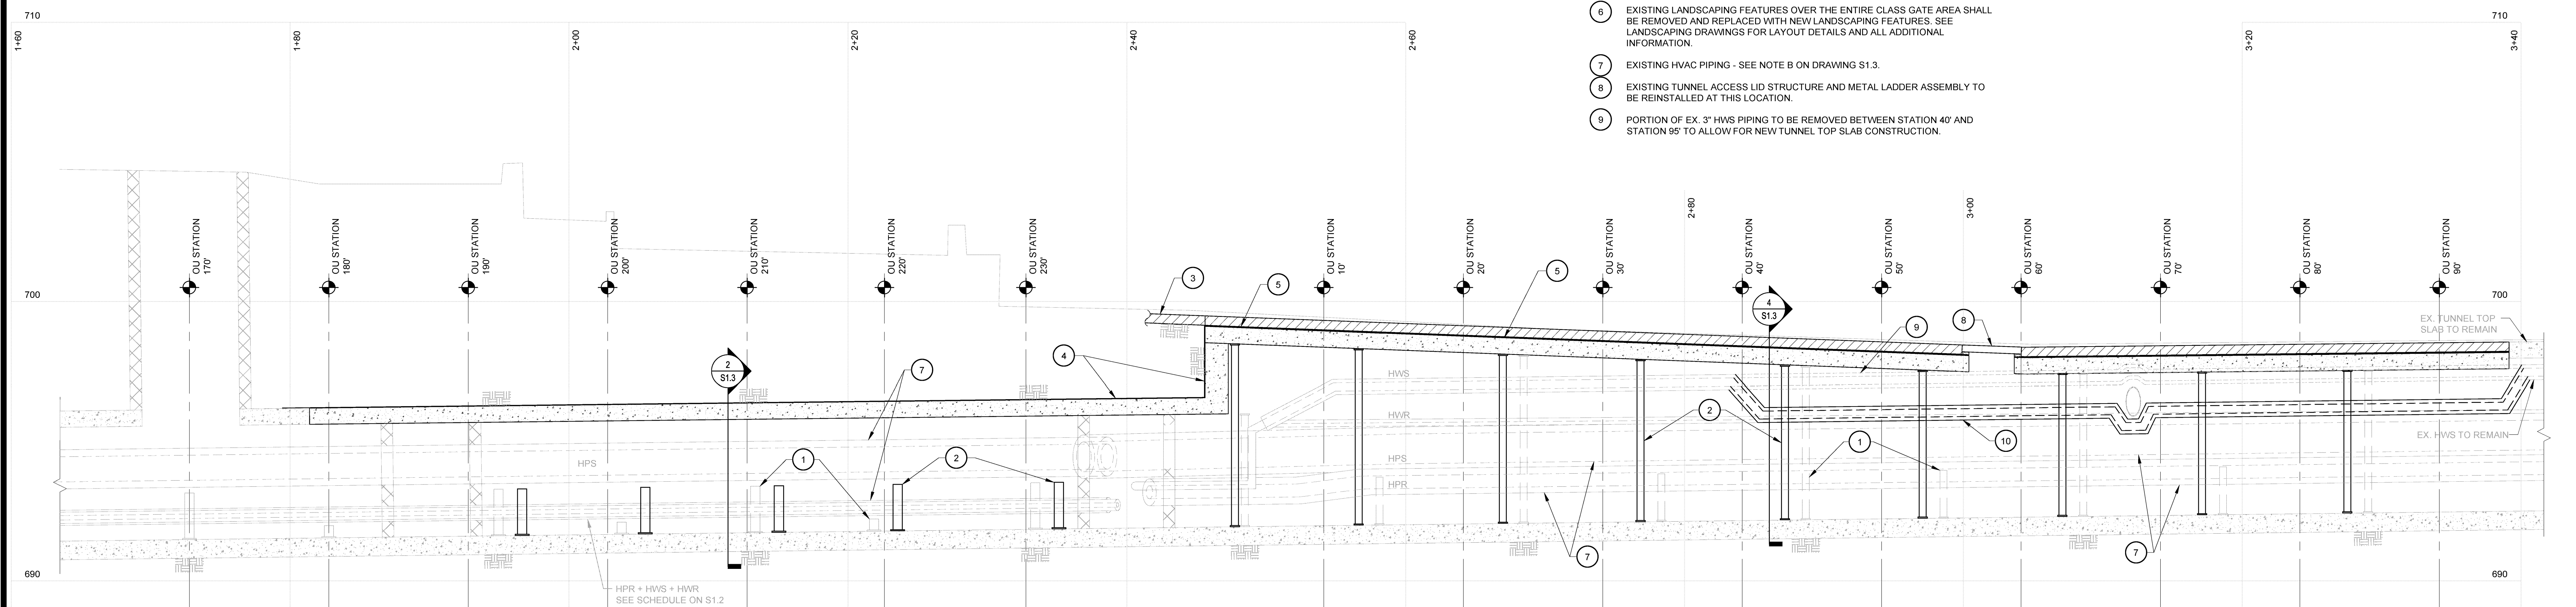 6 EXISTING LANDSCAPING FEATURES OVER THE ENTIRE CLASS GATE AREA SHALL
BE REMOVED AND REPLACED WITH NEW LANDSCAPING FEATURES. SEE
LANDSCAPING DRAWINGS FOR LAYOUT DETAILS AND ALL ADDITIONAL
INFORMATION.
7 EXISTING HVAC PIPING - SEE NOTE B ON DRAWING S1.3.
8 EXISTING TUNNEL ACCESS LID STRUCTURE AND METAL LADDER ASSEMBLY TO
BE REINSTALLED AT THIS LOCATION.
9 PORTION OF EX. 3" HWS PIPING TO BE REMOVED BETWEEN STATION 40' AND
STATION 95' TO ALLOW FOR NEW TUNNEL TOP SLAB CONSTRUCTION.
710
710
1+60
1+80
2+00
2+20
2+40
2+60
2+80
3+00
3+20
3+40
OU STATION
170'
OU STATION
180'
OU STATION
190'
OU STATION
200'
OU STATION
210'
OU STATION
220'
OU STATION
230'
OU STATION
10'
OU STATION
20'
OU STATION
30'
OU STATION
40'
OU STATION
50'
OU STATION
60'
OU STATION
70'
OU STATION
80'
OU STATION
90'
700
700
3
5
5
4
S1.3
9
8
EX. TUNNEL TOP
SLAB TO REMAIN
2
S1.3
4
7
HWS
HWR
2
1
10
EX. HWS TO REMAIN
HPS
1
2
HPS
HPR
7
7
690
690
HPR + HWS + HWR
SEE SCHEDULE ON S1.2